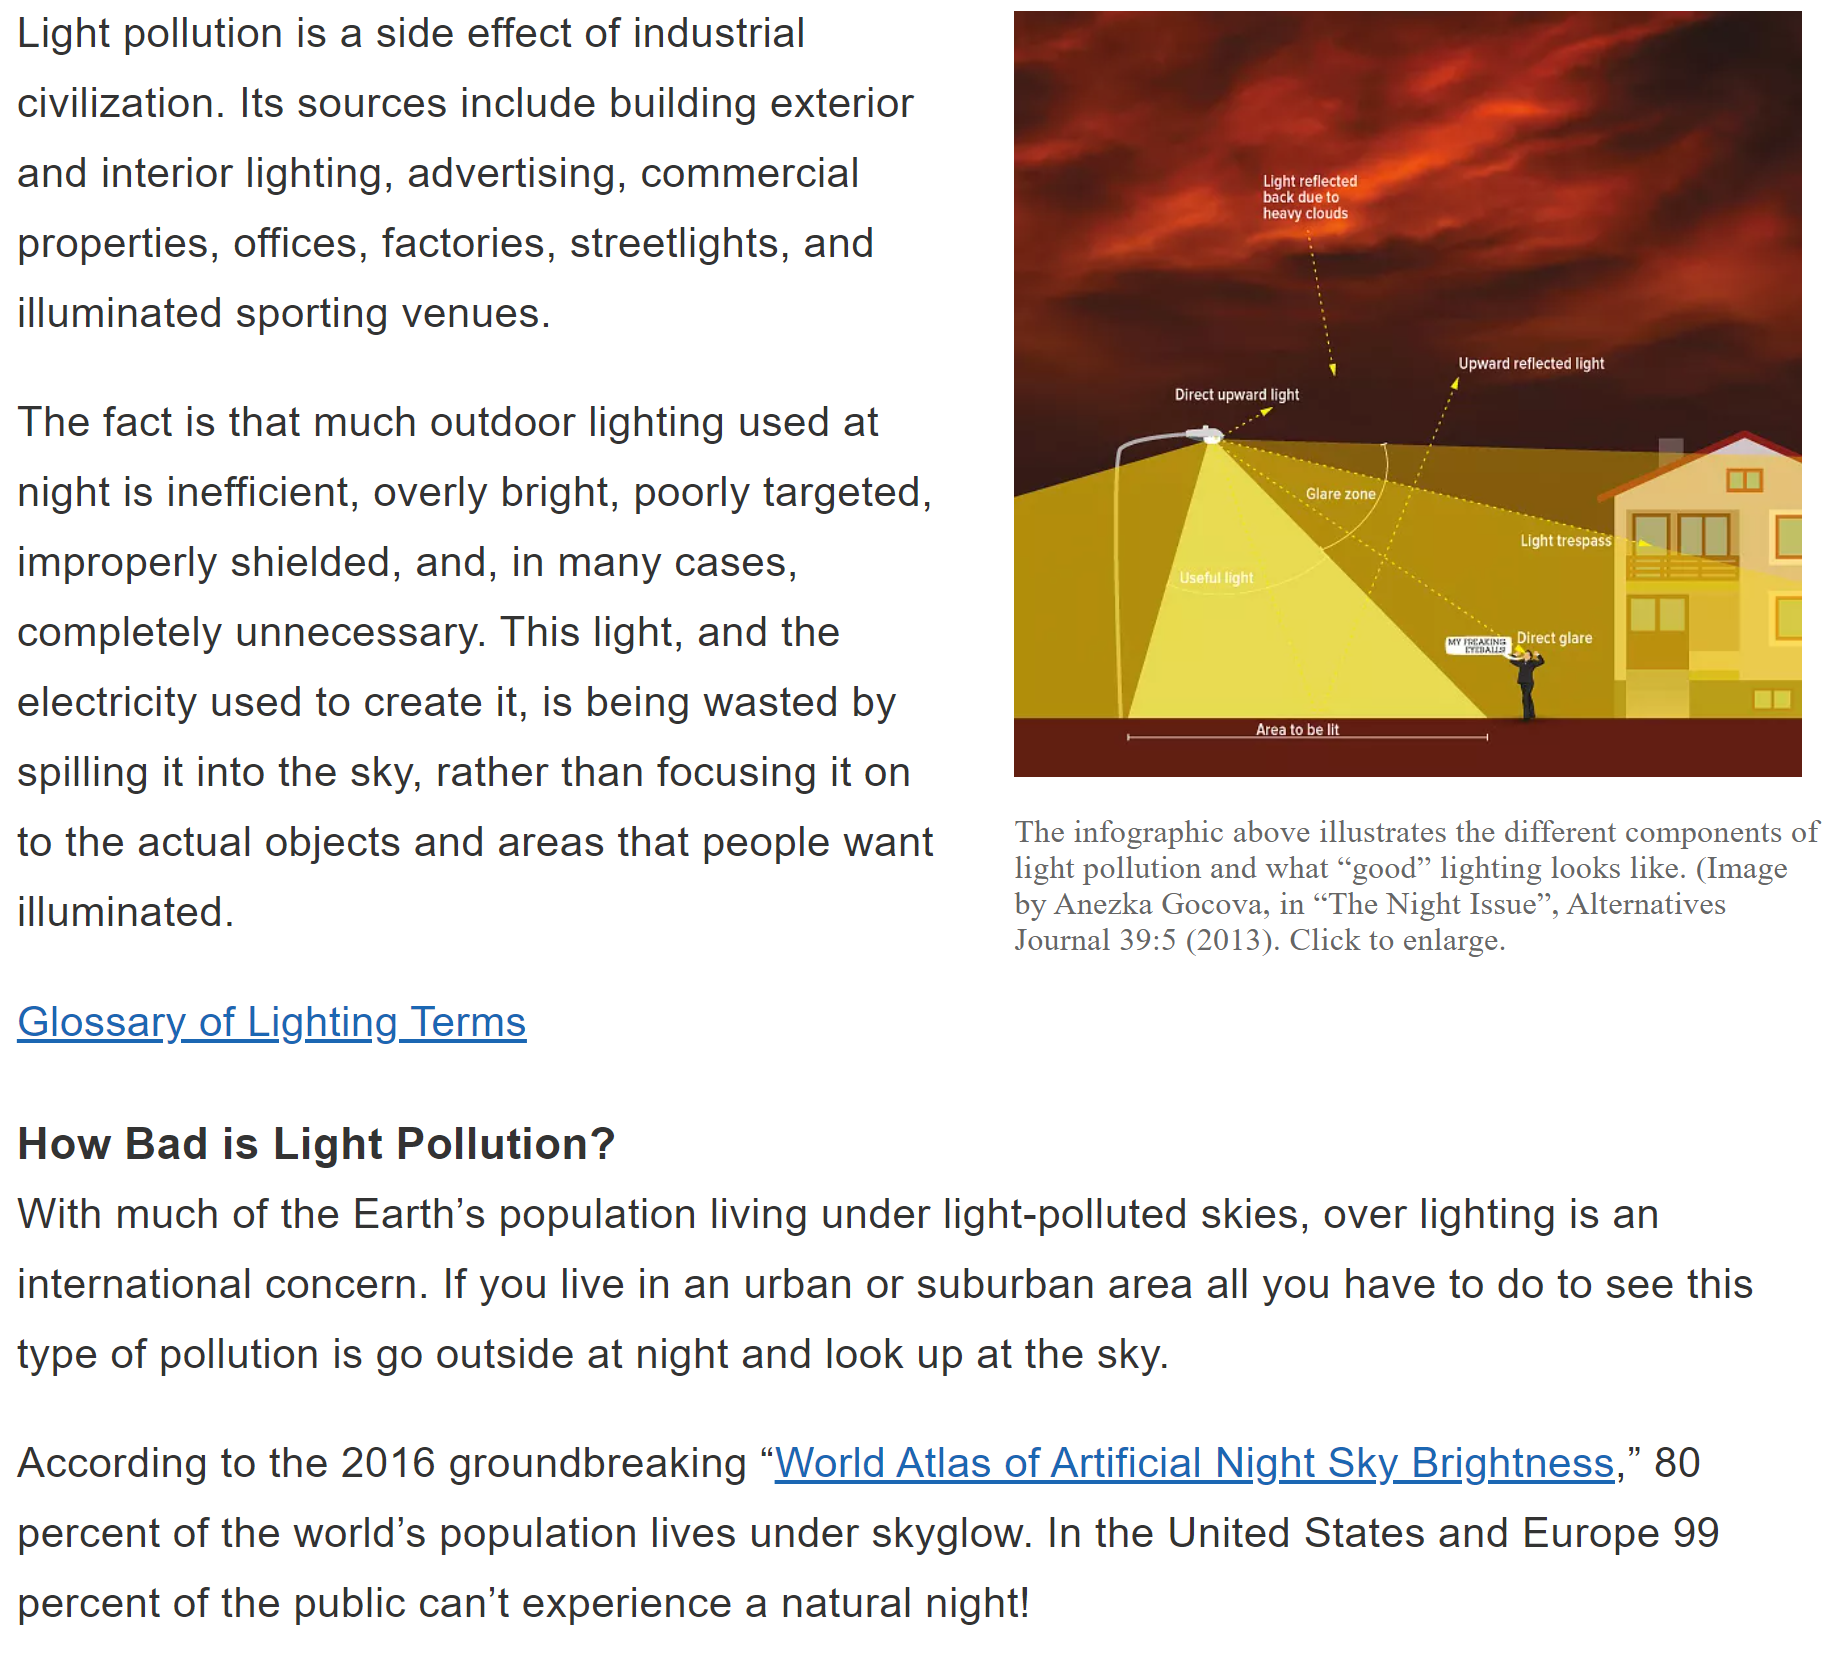 Light pollution is a side effect of industrial
civilization. Its sources include building exterior
and interior lighting, advertising, commercial
properties, offices, factories, streetlights, and
illuminated sporting venues.
The fact is that much outdoor lighting used at
night is inefficient, overly bright, poorly targeted,
improperly shielded, and, in many cases,
completely unnecessary. This light, and the
electricity used to create it, is being wasted by
spilling it into the sky, rather than focusing it on
to the actual objects and areas that people want
illuminated.
Glossary of Lighting Terms
Light reflected
back due to
heavy clouds
Upward reflected light
Direct upward light
Glare zone
Light trespass
Useful light
MY FREAKING
EYEBALLS!
Direct glare
Area to be lit
The infographic above illustrates the different components of
light pollution and what “good” lighting looks like. (Image
by Anezka Gocova, in “The Night Issue”, Alternatives
Journal 39:5 (2013). Click to enlarge.
How Bad is Light Pollution?
With much of the Earth’s population living under light-polluted skies, over lighting is an
international concern. If you live in an urban or suburban area all you have to do to see this
type of pollution is go outside at night and look up at the sky.
According to the 2016 groundbreaking “World Atlas of Artificial Night Sky Brightness,” 80
percent of the world’s population lives under skyglow. In the United States and Europe 99
percent of the public can’t experience a natural night!